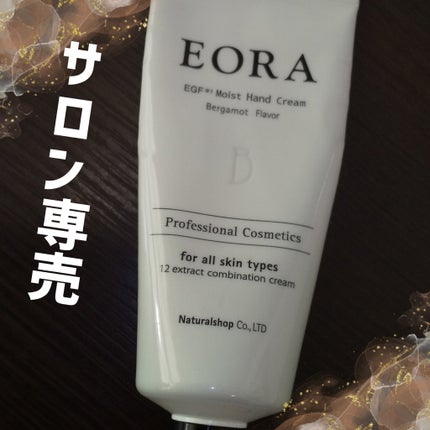 サロン専売
EORA
EGF※1 Moist Hand Cream
Bergamot Flavor
Professional Cosmetics
for all skin types
12 extract combination cream
Naturalshop Co.,LTD